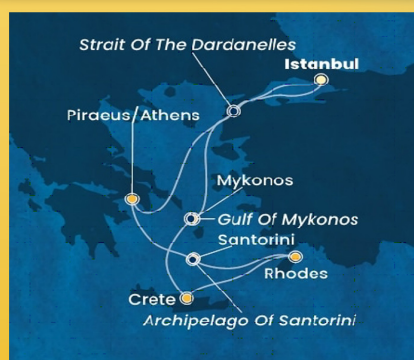 Strait Of The Dardanelles
Istanbul
Piraeus/Athens
Mykonos
Gulf Of Mykonos
Santorini
Rhodes
Crete
Archipelago Of Santorini